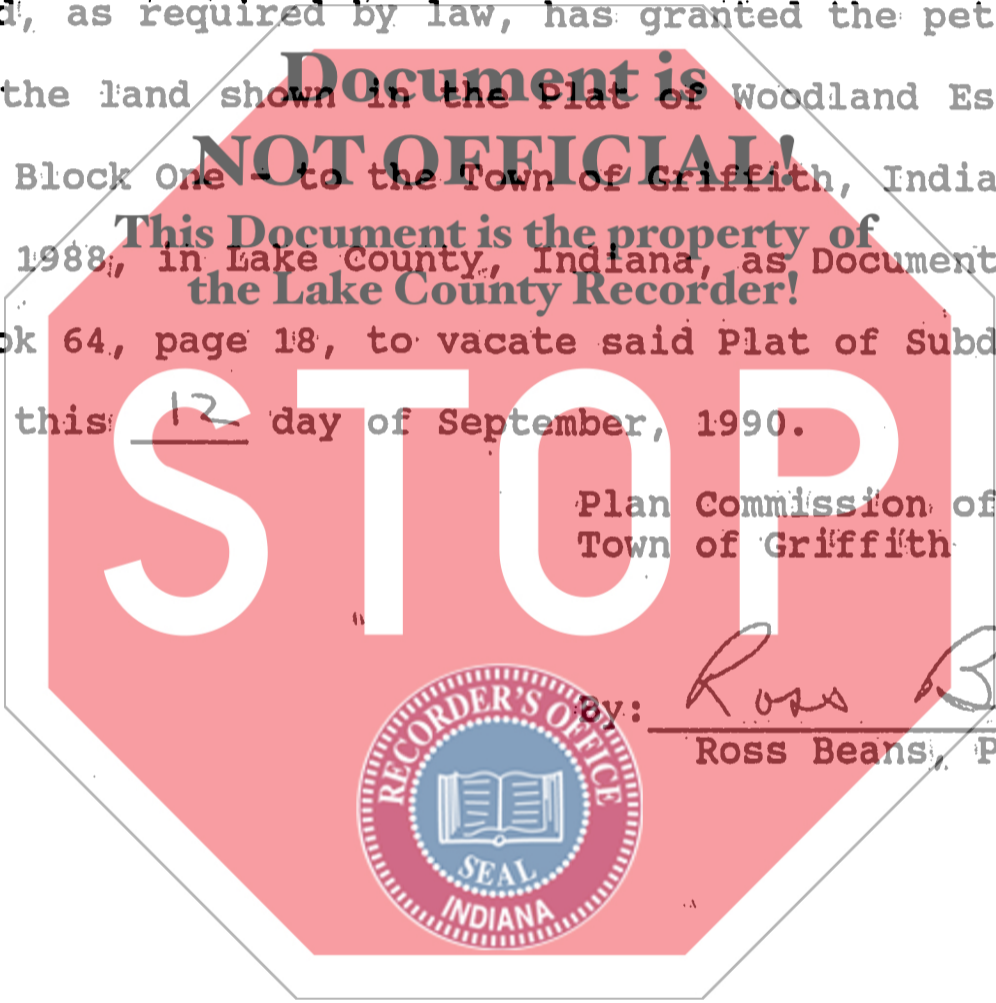 d, as required by law, has granted the pet
Document is
the land shown in the Plat of Woodland Es
NOT OFFICIAL!
Block One - to the Town of Griffith, India
This Document is the property of
1988, in Lake County, Indiana, as Document
the Lake County Recorder!
ok 64, page 18, to vacate said Plat of Subd
STOP
this 12 day of September, 1990.
Plan Commission of
Town of Griffith
By: Ross B
Ross Beans, P
RECORDER'S OFFICE
SEAL
INDIANA